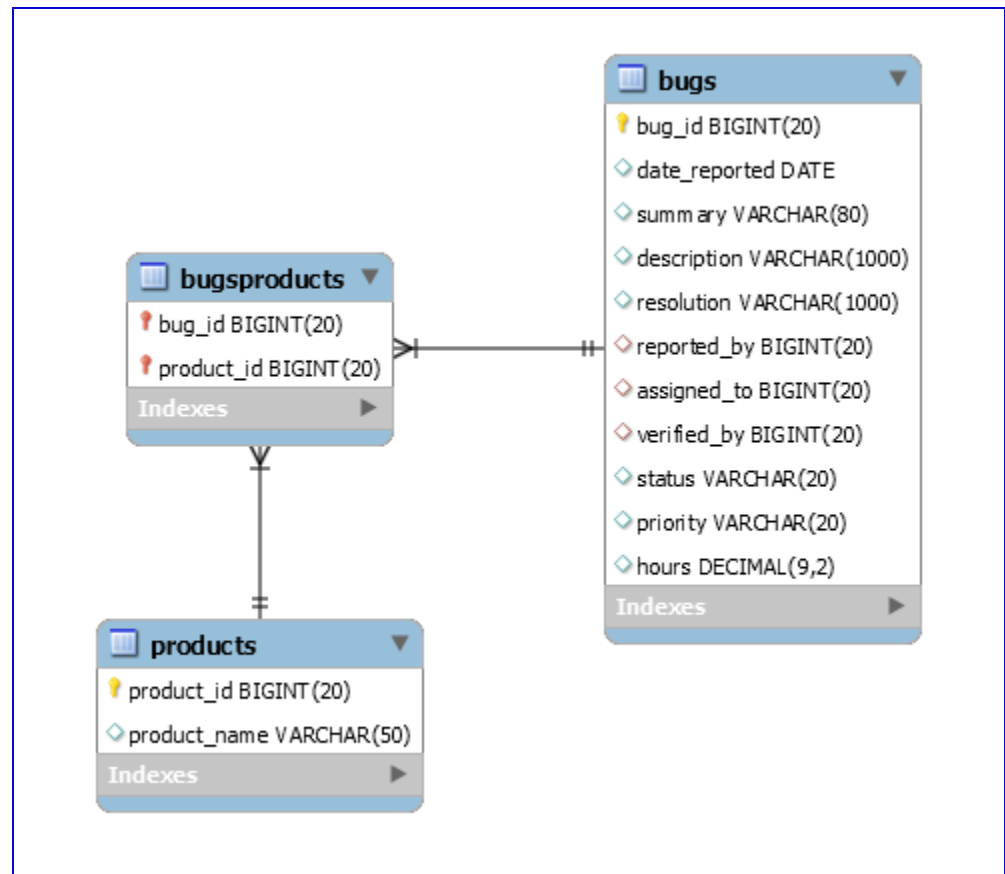 bugs
bug_id BIGINT(20)
date_reported DATE
summary VARCHAR(80)
description VARCHAR(1000)
resolution VARCHAR(1000)
reported_by BIGINT(20)
assigned_to BIGINT(20)
verified_by BIGINT(20)
status VARCHAR(20)
priority VARCHAR(20)
hours DECIMAL(9,2)
Indexes
bugsproducts
bug_id BIGINT(20)
product_id BIGINT(20)
Indexes
products
product_id BIGINT(20)
product_name VARCHAR(50)
Indexes